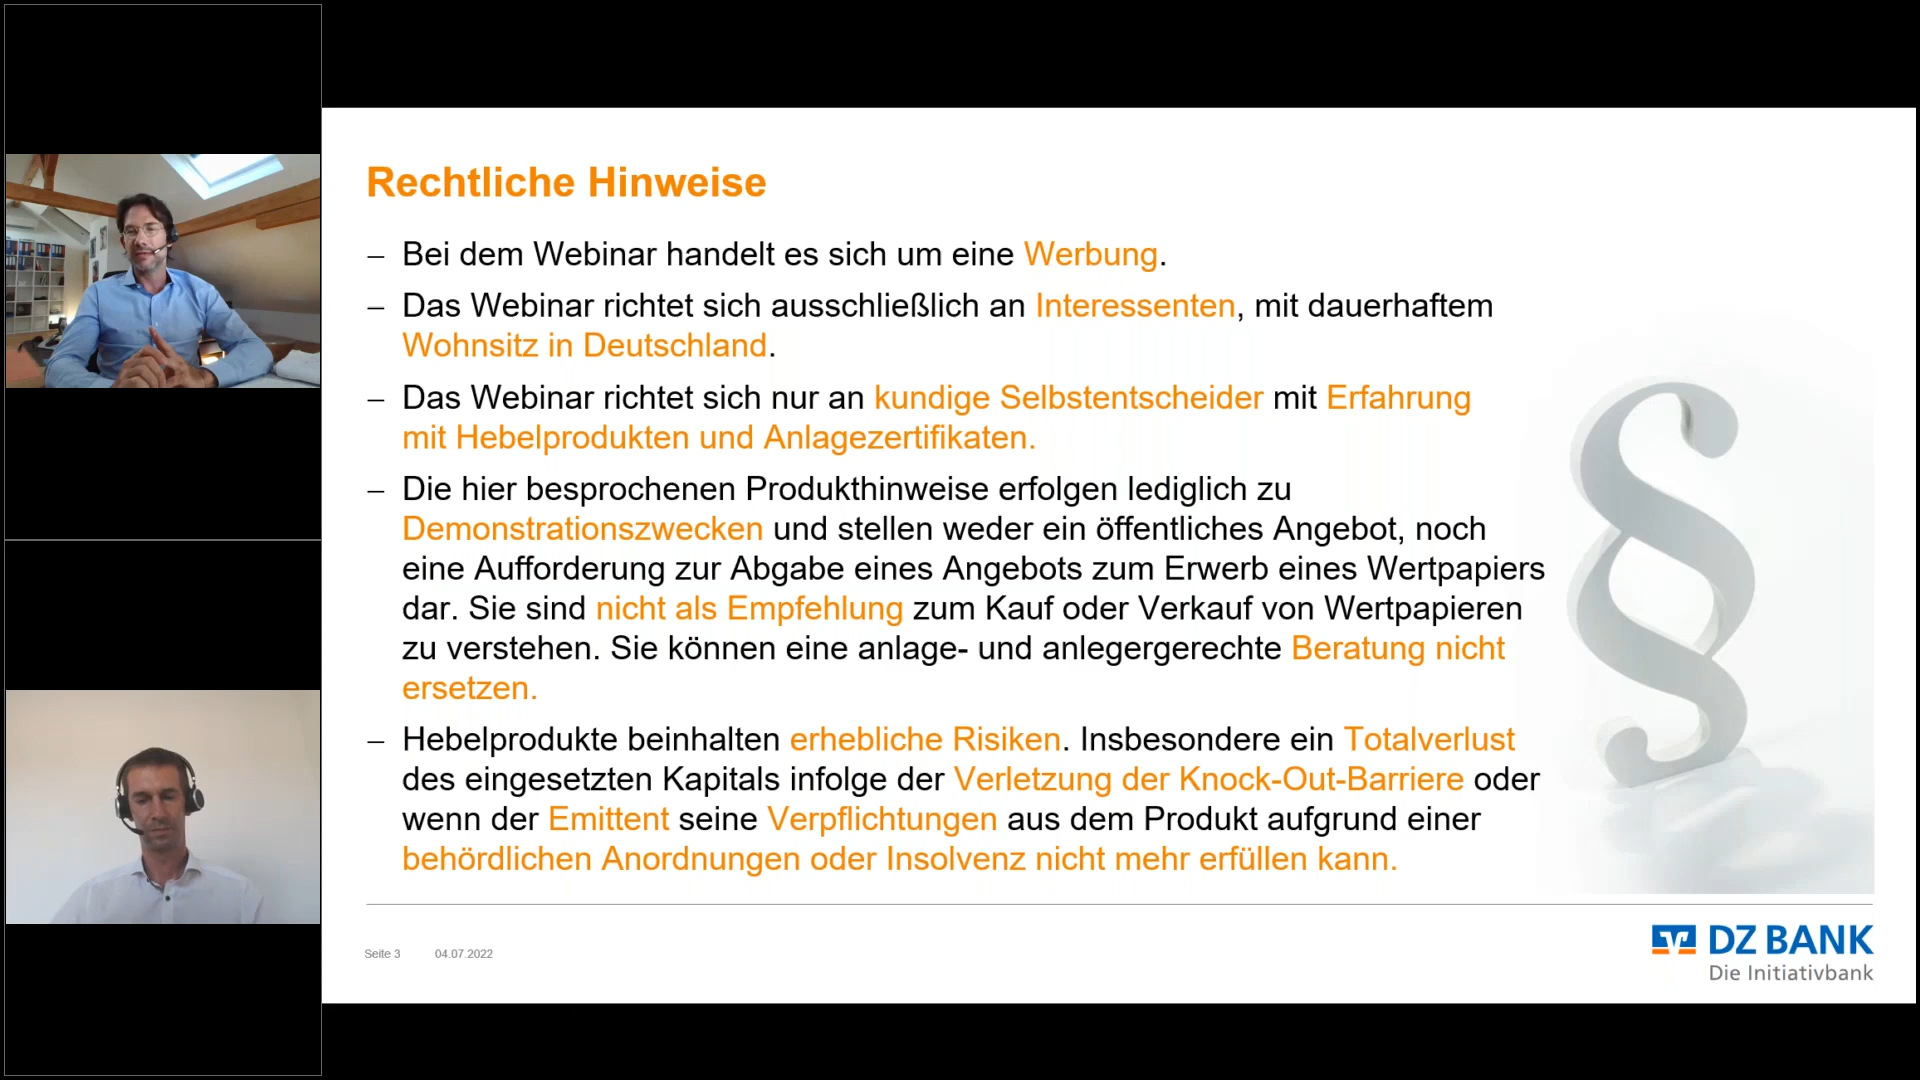 Rechtliche Hinweise
– Bei dem Webinar handelt es sich um eine Werbung.
– Das Webinar richtet sich ausschließlich an Interessenten, mit dauerhaftem
Wohnsitz in Deutschland.
– Das Webinar richtet sich nur an kundige Selbstentscheider mit Erfahrung
mit Hebelprodukten und Anlagezertifikaten.
– Die hier besprochenen Produkthinweise erfolgen lediglich zu
Demonstrationszwecken und stellen weder ein öffentliches Angebot, noch
eine Aufforderung zur Abgabe eines Angebots zum Erwerb eines Wertpapiers
dar. Sie sind nicht als Empfehlung zum Kauf oder Verkauf von Wertpapieren
zu verstehen. Sie können eine anlage- und anlegergerechte Beratung nicht
ersetzen.
– Hebelprodukte beinhalten erhebliche Risiken. Insbesondere ein Totalverlust
des eingesetzten Kapitals infolge der Verletzung der Knock-Out-Barriere oder
wenn der Emittent seine Verpflichtungen aus dem Produkt aufgrund einer
behördlichen Anordnungen oder Insolvenz nicht mehr erfüllen kann.
§
Seite 3 04.07.2022
DZ BANK
Die Initiativbank